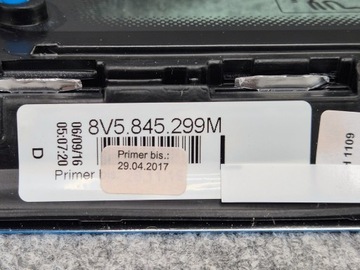 8V5.845.299M
06/09/16
05:07:20
D
Primer bis.:
29.04.2017
Primer
1109